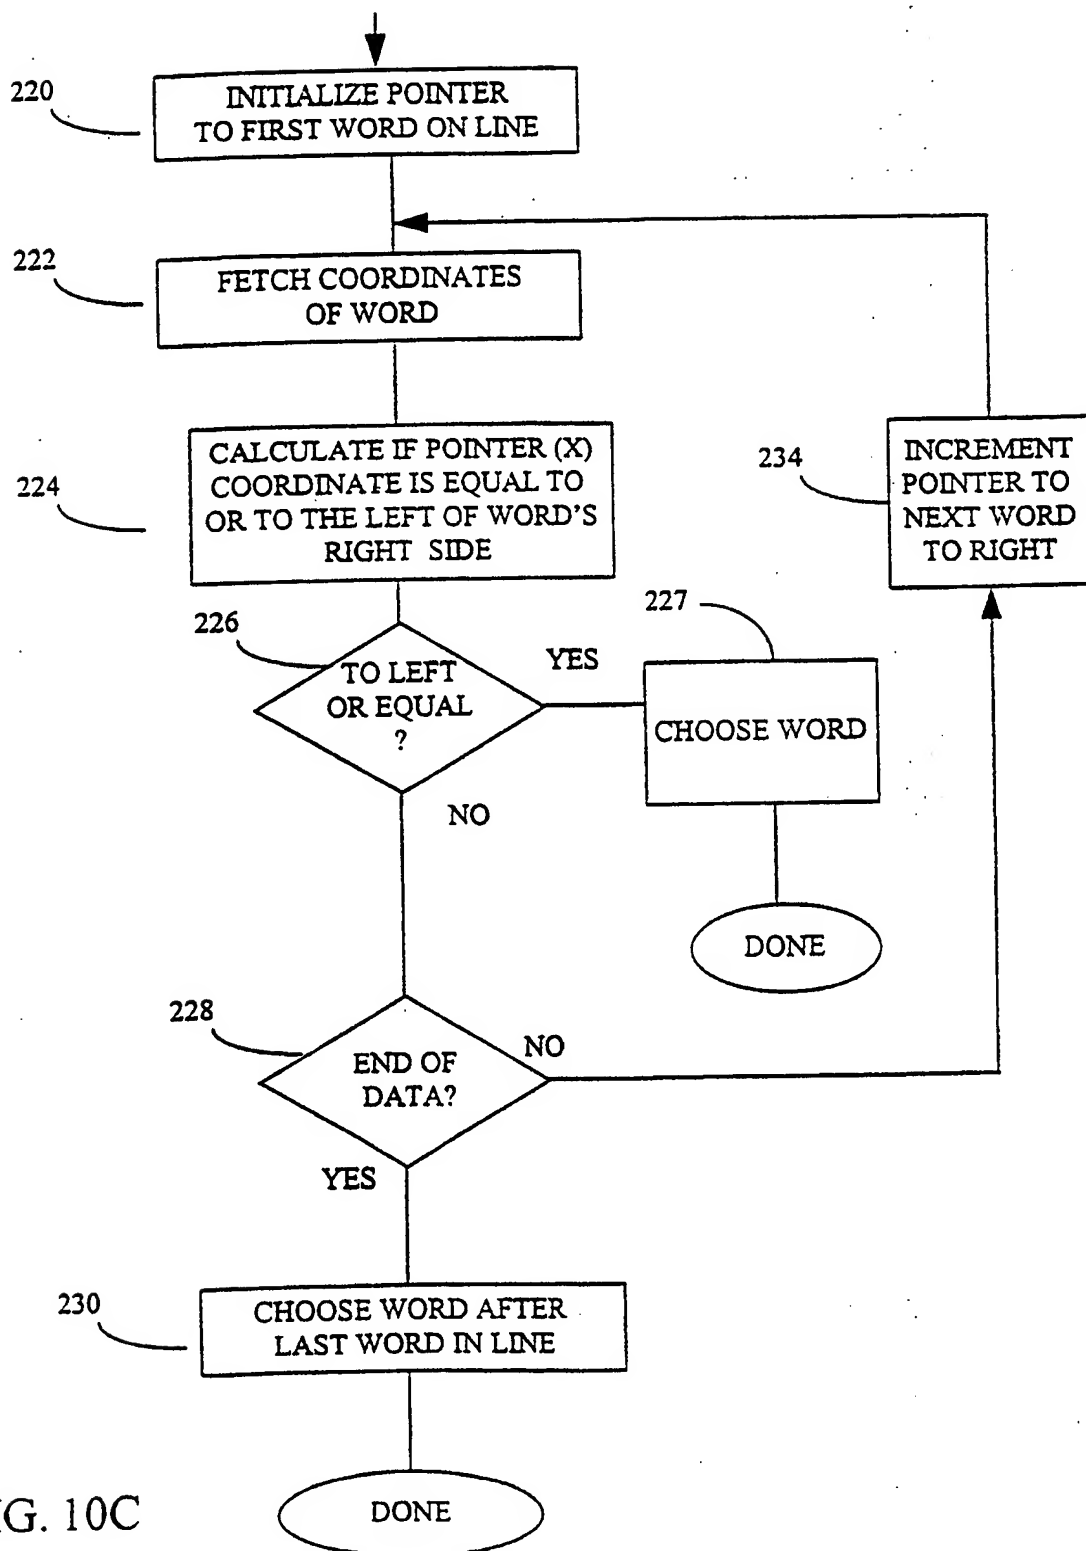 220
INITIALIZE POINTER
TO FIRST WORD ON LINE
222
FETCH COORDINATES
OF WORD
224
CALCULATE IF POINTER (X)
COORDINATE IS EQUAL TO
OR TO THE LEFT OF WORD'S
RIGHT SIDE
234
INCREMENT
POINTER TO
NEXT WORD
TO RIGHT
226
TO LEFT
OR EQUAL
?
YES
227
CHOOSE WORD
NO
DONE
228
END OF
DATA?
NO
YES
230
CHOOSE WORD AFTER
LAST WORD IN LINE
DONE
G. 10C